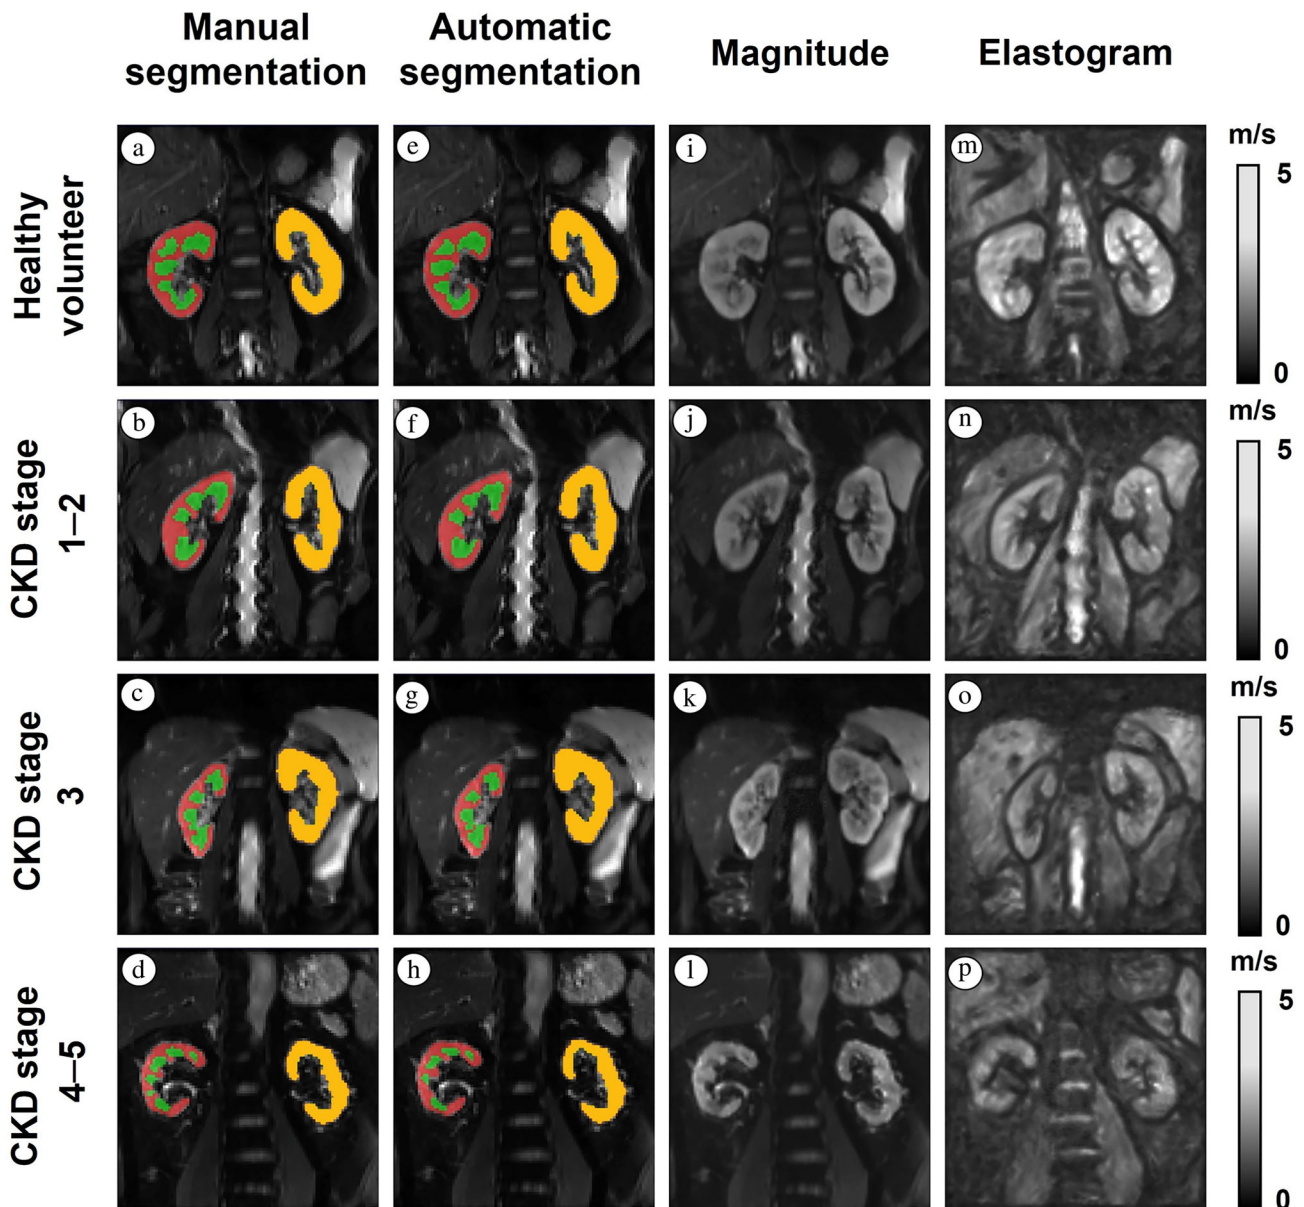 Manual
segmentation
Automatic
segmentation
Magnitude
Elastogram
Healthy
volunteer
a
e
i
m
m/s
5
0
CKD stage
1–2
b
f
j
n
m/s
5
0
CKD stage
3
c
g
k
o
m/s
5
0
CKD stage
4–5
d
h
l
p
m/s
5
0